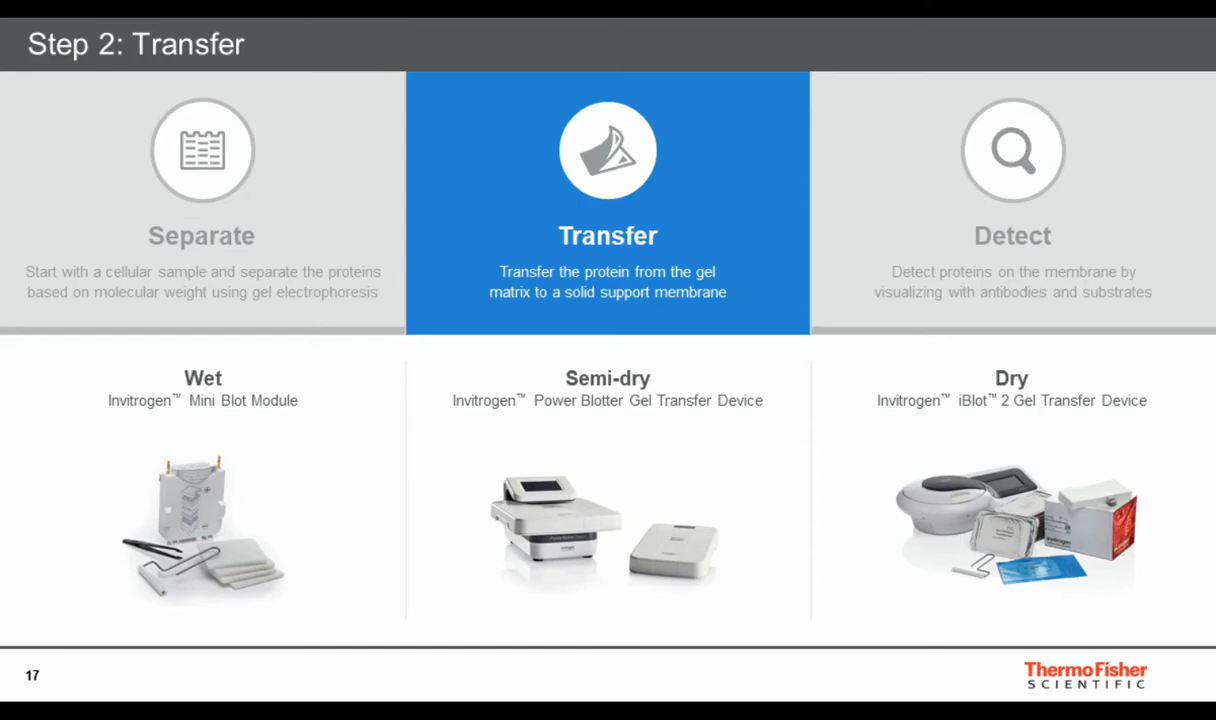 Step 2: Transfer
Separate
Start with a cellular sample and separate the proteins
based on molecular weight using gel electrophoresis
Transfer
Transfer the protein from the gel
matrix to a solid support membrane
Detect
Detect proteins on the membrane by
visualizing with antibodies and substrates
Wet
Invitrogen™ Mini Blot Module
Semi-dry
Invitrogen™ Power Blotter Gel Transfer Device
Dry
Invitrogen™ iBlot™ 2 Gel Transfer Device
invitrogen
17
ThermoFisher
SCIENTIFIC